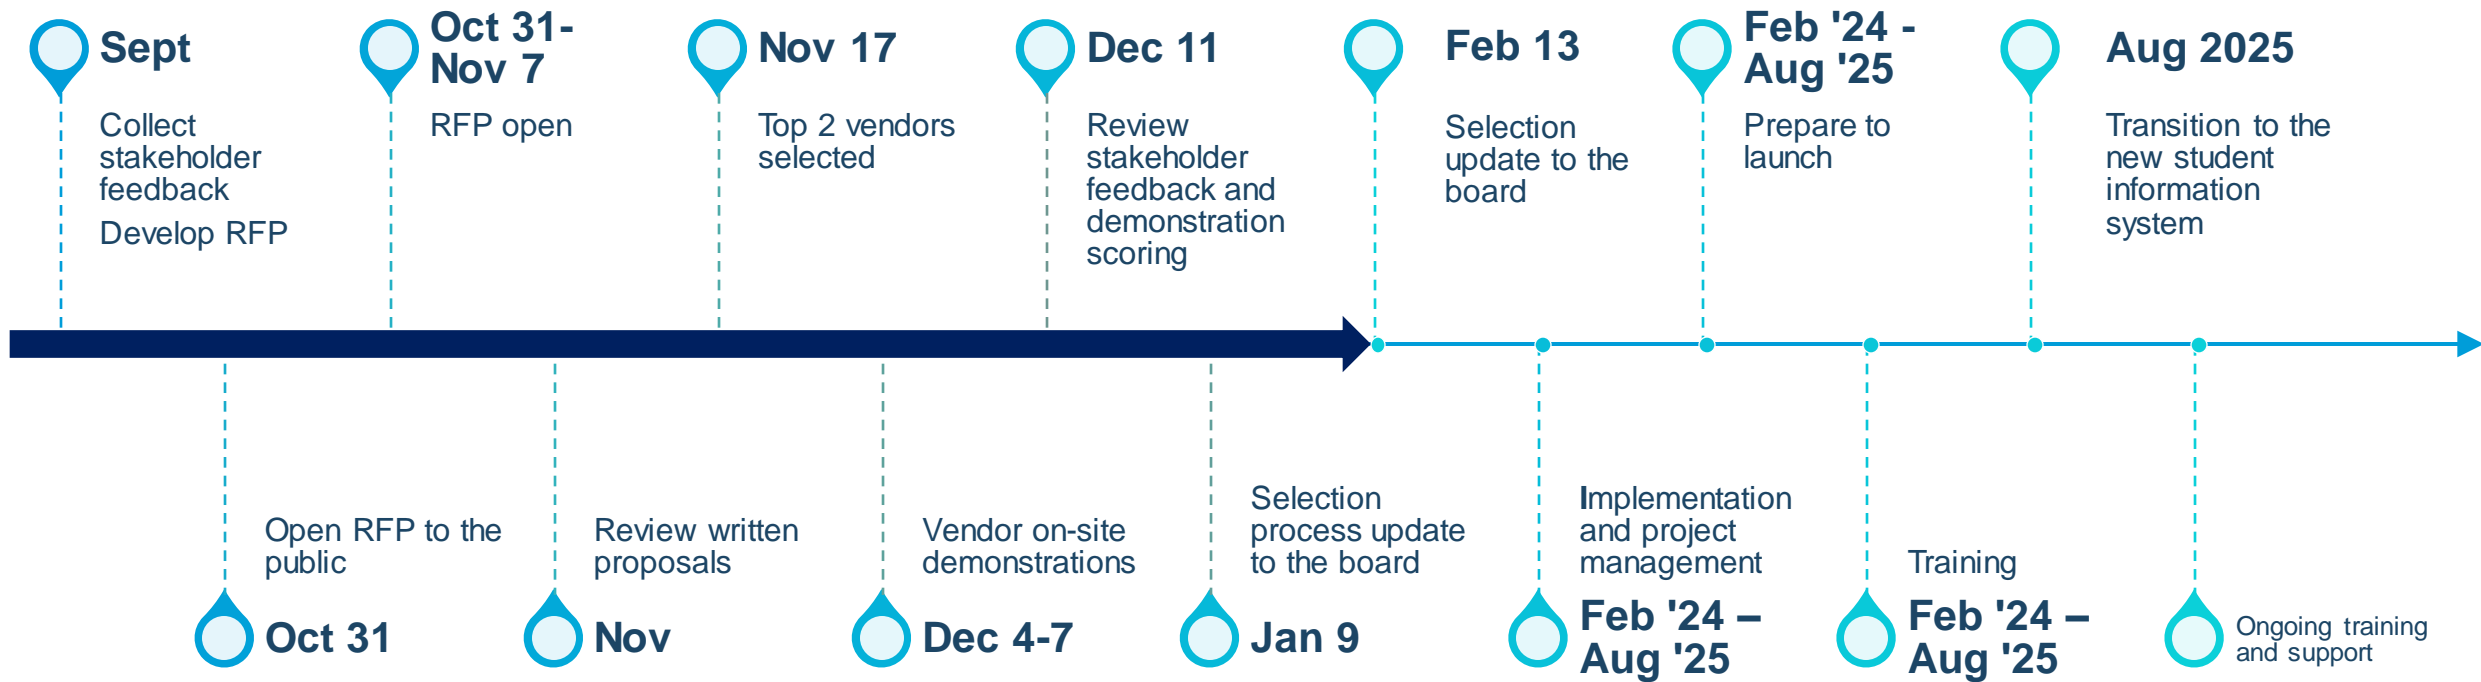 Sept
Collect
stakeholder
feedback
Develop RFP
Oct 31-
Nov 7
RFP open
Nov 17
Top 2 vendors
selected
Dec 11
Review
stakeholder
feedback and
demonstration
scoring
Feb 13
Selection
update to the
board
Feb '24 -
Aug '25
Prepare to
launch
Aug 2025
Transition to the
new student
information
system
Open RFP to the
public
Oct 31
Review written
proposals
Nov
Vendor on-site
demonstrations
Dec 4-7
Selection
process update
to the board
Jan 9
Implementation
and project
management
Feb '24 –
Aug '25
Training
Feb '24 –
Aug '25
Ongoing training
and support